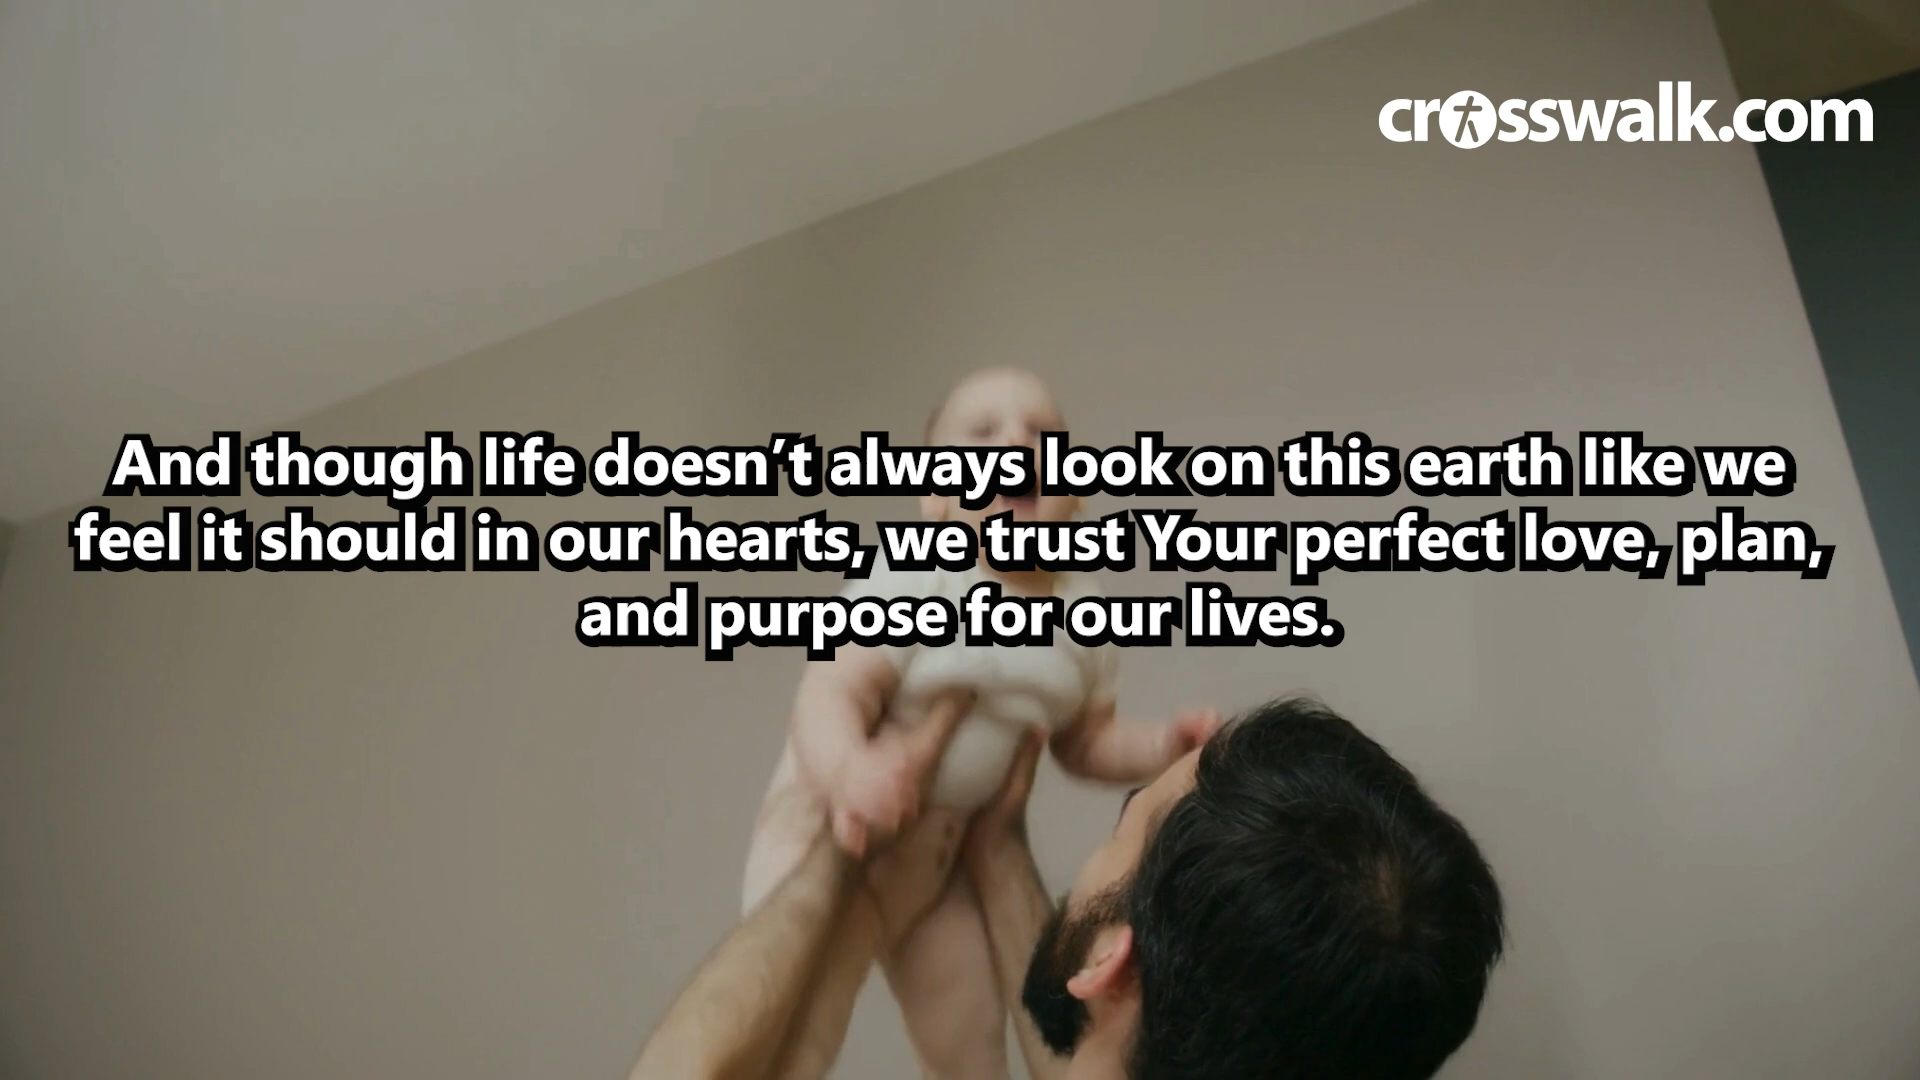 crosswalk.com
And though life doesn’t always look on this earth like we
feel it should in our hearts, we trust Your perfect love, plan,
and purpose for our lives.